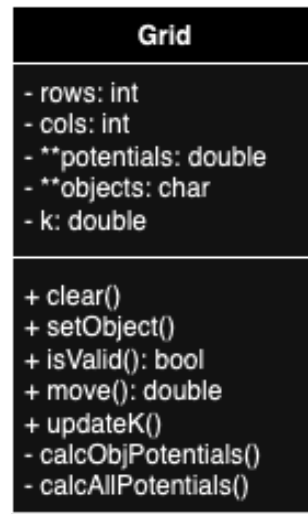 Grid
- rows: int
- cols: int
- **potentials: double
- **objects: char
- k: double
+ clear()
+ setObject()
+ isValid(): bool
+ move(): double
+ updateK()
- calcObjPotentials()
- calcAllPotentials()